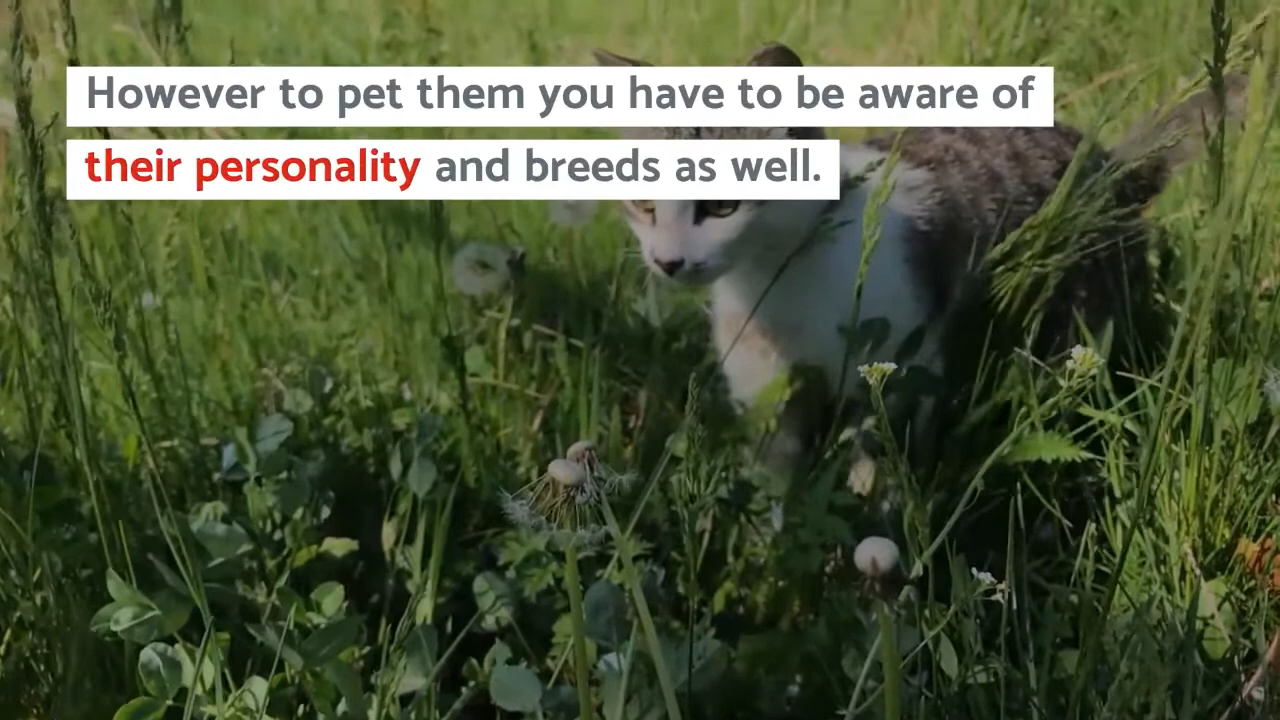 However to pet them you have to be aware of
their personality and breeds as well.